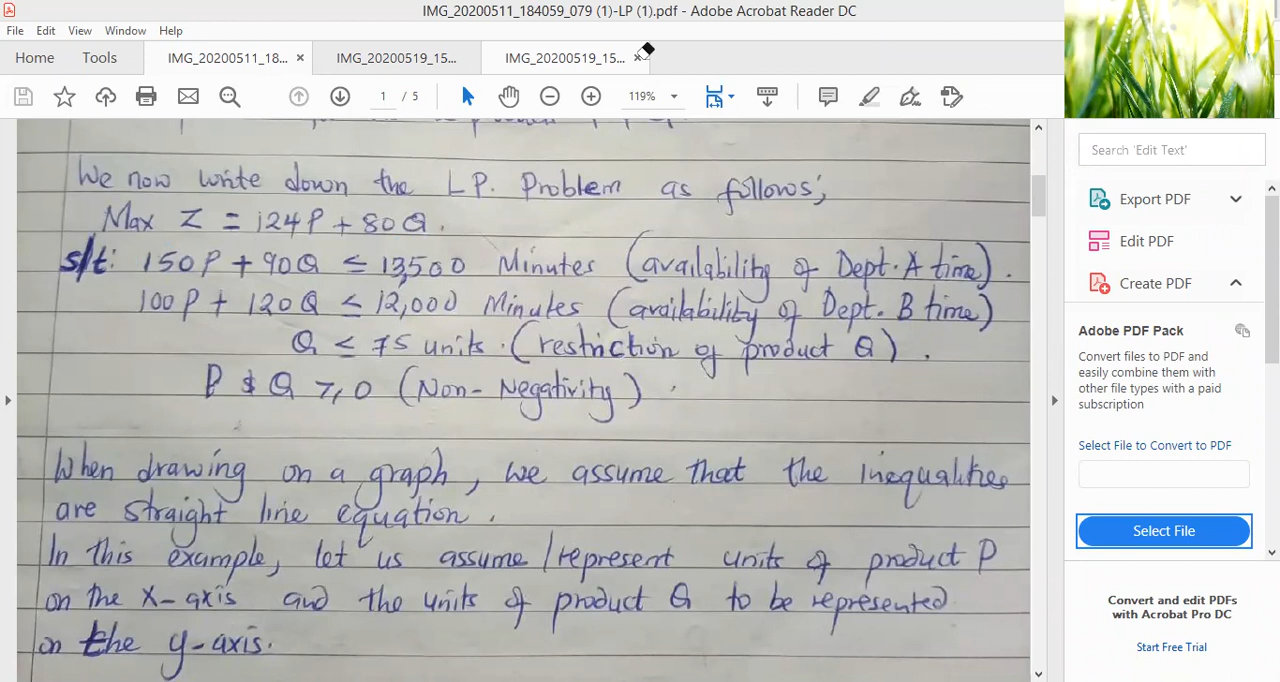 IMG_20200511_184059_079 (1)-LP (1).pdf - Adobe Acrobat Reader DC
File Edit View Window Help
Home Tools IMG_20200511_18... × IMG_20200519_15... IMG_20200519_15... ×
1 / 5 119%
We now write down the LP. Problem as follows;
Max Z = 124P + 80Q.
s/t: 150P + 90Q ≤ 13,500 Minutes (availability of Dept. A time).
100P + 120Q ≤ 12,000 Minutes (availability of Dept. B time)
Q ≤ 75 units. (restriction of product Q).
P & Q ≥ 0 (Non-Negativity)
When drawing on a graph, we assume that the inequalities
are straight line equation.
In this example, let us assume/represent units of product P
on the x-axis and the units of product Q to be represented
on the y-axis.
Search 'Edit Text'
Export PDF
Edit PDF
Create PDF
Adobe PDF Pack
Convert files to PDF and
easily combine them with
other file types with a paid
subscription
Select File to Convert to PDF
Select File
Convert and edit PDFs
with Acrobat Pro DC
Start Free Trial